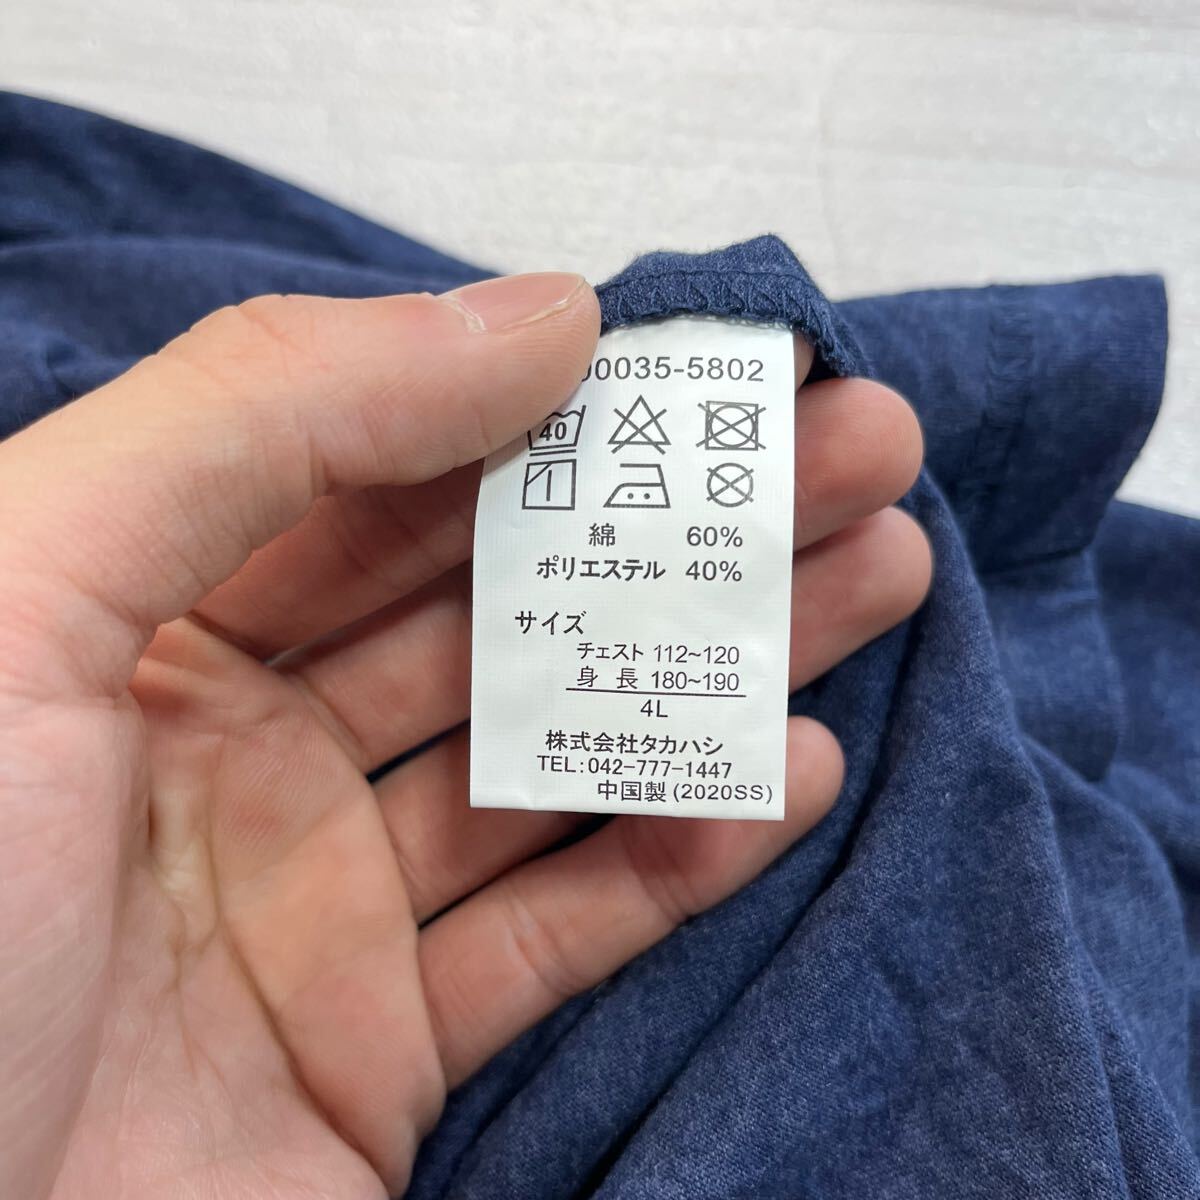 00035-5802
40
綿 60%
ポリエステル 40%
サイズ
チェスト 112~120
身 長 180~190
4L
株式会社タカハシ
TEL:042-777-1447
中国製(2020SS)